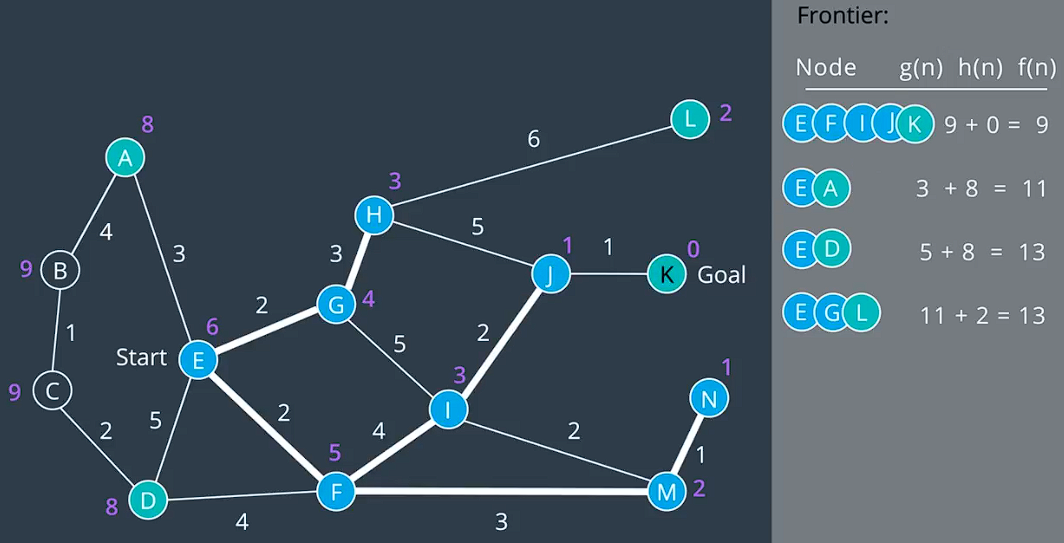 Frontier:
Node g(n) h(n) f(n)
E F I J K 9 + 0 = 9
E A 3 + 8 = 11
E D 5 + 8 = 13
E G L 11 + 2 = 13
8
A
4
3
9
B
1
9
C
2
5
8
D
4
Start
6
E
2
2
3
H
3
6
L
2
5
G
4
5
1
J
1
0
K
Goal
2
3
I
4
5
F
2
3
M
2
1
N
1